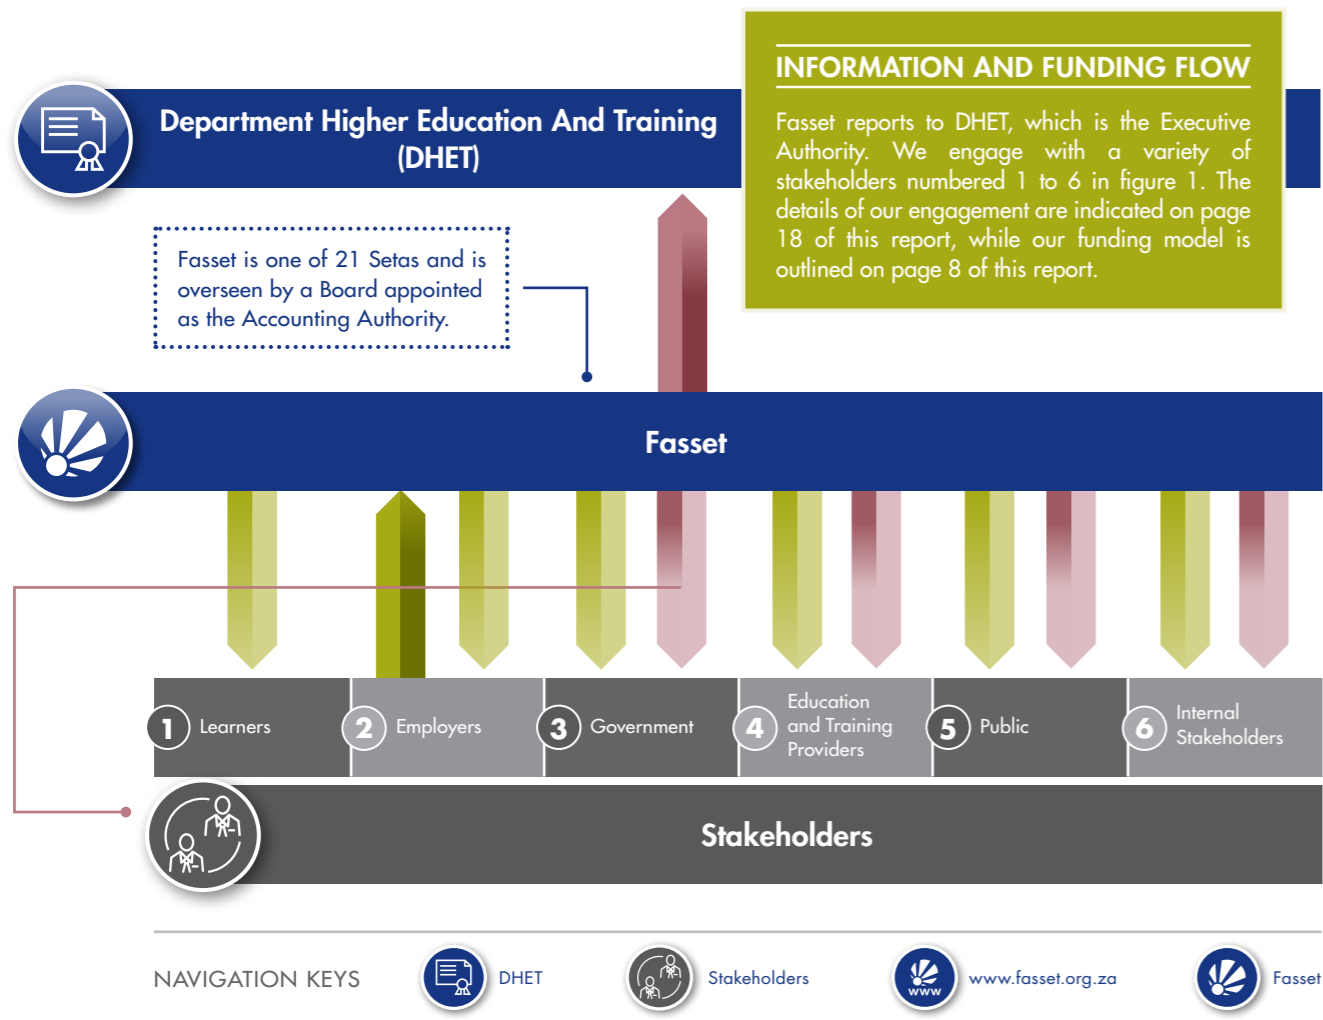 INFORMATION AND FUNDING FLOW
Fasset reports to DHET, which is the Executive
Authority. We engage with a variety of
stakeholders numbered 1 to 6 in figure 1. The
details of our engagement are indicated on page
18 of this report, while our funding model is
outlined on page 8 of this report.
Department Higher Education And Training
(DHET)
Fasset is one of 21 Setas and is
overseen by a Board appointed
as the Accounting Authority.
Fasset
1 Learners
2 Employers
3 Government
4 Education
and Training
Providers
5 Public
6 Internal
Stakeholders
Stakeholders
NAVIGATION KEYS
DHET
Stakeholders
www
www.fasset.org.za
Fasset